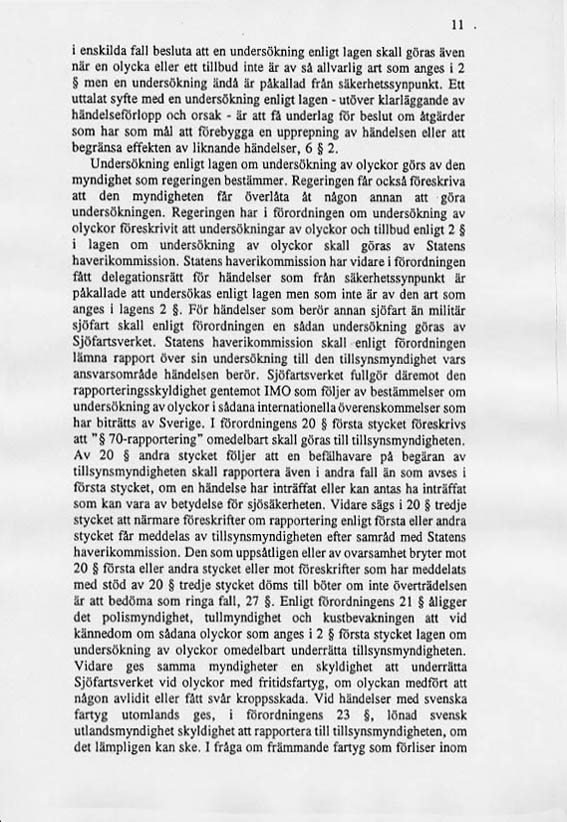 11 .
i enskilda fall besluta att en undersökning enligt lagen skall göras även
när en olycka eller ett tillbud inte är av så allvarlig art som anges i 2
§ men en undersökning ändå är påkallad från säkerhetssynpunkt. Ett
uttalat syfte med en undersökning enligt lagen - utöver klarläggande av
händelseförlopp och orsak - är att få underlag för beslut om åtgärder
som har som mål att förebygga en upprepning av händelsen eller att
begränsa effekten av liknande händelser, 6 § 2.
Undersökning enligt lagen om undersökning av olyckor görs av den
myndighet som regeringen bestämmer. Regeringen får också föreskriva
att den myndigheten får överlåta åt någon annan att göra
undersökningen. Regeringen har i förordningen om undersökning av
olyckor föreskrivit att undersökningar av olyckor och tillbud enligt 2 §
i lagen om undersökning av olyckor skall göras av Statens
haverikommission. Statens haverikommission har vidare i förordningen
fått delegationsrätt för händelser som från säkerhetssynpunkt är
påkallade att undersökas enligt lagen men som inte är av den art som
anges i lagens 2 §. För händelser som berör annan sjöfart än militär
sjöfart skall enligt förordningen en sådan undersökning göras av
Sjöfartsverket. Statens haverikommission skall enligt förordningen
lämna rapport över sin undersökning till den tillsynsmyndighet vars
ansvarsområde händelsen berör. Sjöfartsverket fullgör däremot den
rapporteringsskyldighet gentemot IMO som följer av bestämmelser om
undersökning av olyckor i sådana internationella överenskommelser som
har biträtts av Sverige. I förordningens 20 § första stycket föreskrivs
att "§ 70-rapportering" omedelbart skall göras till tillsynsmyndigheten.
Av 20 § andra stycket följer att en befälhavare på begäran av
tillsynsmyndigheten skall rapportera även i andra fall än som avses i
första stycket, om en händelse har inträffat eller kan antas ha inträffat
som kan vara av betydelse för sjösäkerheten. Vidare sägs i 20 § tredje
stycket att närmare föreskrifter om rapportering enligt första eller andra
stycket får meddelas av tillsynsmyndigheten efter samråd med Statens
haverikommission. Den som uppsåtligen eller av ovarsamhet bryter mot
20 § första eller andra stycket eller mot föreskrifter som har meddelats
med stöd av 20 § tredje stycket döms till böter om inte överträdelsen
är att bedöma som ringa fall, 27 §. Enligt förordningens 21 § åligger
det polismyndighet, tullmyndighet och kustbevakningen att vid
kännedom om sådana olyckor som anges i 2 § första stycket lagen om
undersökning av olyckor omedelbart underrätta tillsynsmyndigheten.
Vidare ges samma myndigheter en skyldighet att underrätta
Sjöfartsverket vid olyckor med fritidsfartyg, om olyckan medfört att
någon avlidit eller fått svår kroppsskada. Vid händelser med svenska
fartyg utomlands ges, i förordningens 23 §, lönad svensk
utlandsmyndighet skyldighet att rapportera till tillsynsmyndigheten, om
det lämpligen kan ske. I fråga om främmande fartyg som förliser inom